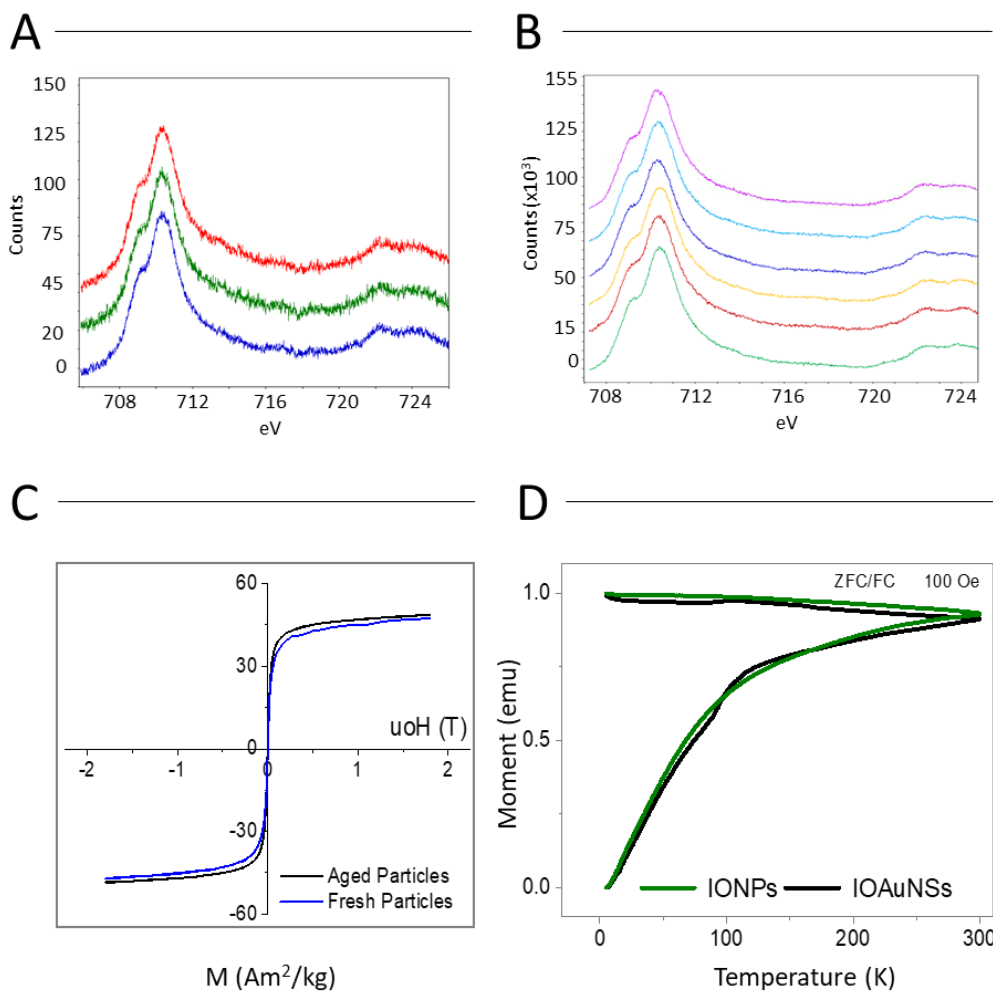 A
B
150
125
100
75
45
20
0
Counts
708 712 716 720 724
eV
155
125
100
75
50
15
0
Counts (x10³)
708 712 716 720 724
eV
C
D
60
30
0
-30
-60
uoH (T)
-2 -1 0 1 2
Aged Particles
Fresh Particles
M (Am²/kg)
ZFC/FC 100 Oe
1.0
0.5
0.0
Moment (emu)
IONPs IOAuNSs
0 100 200 300
Temperature (K)